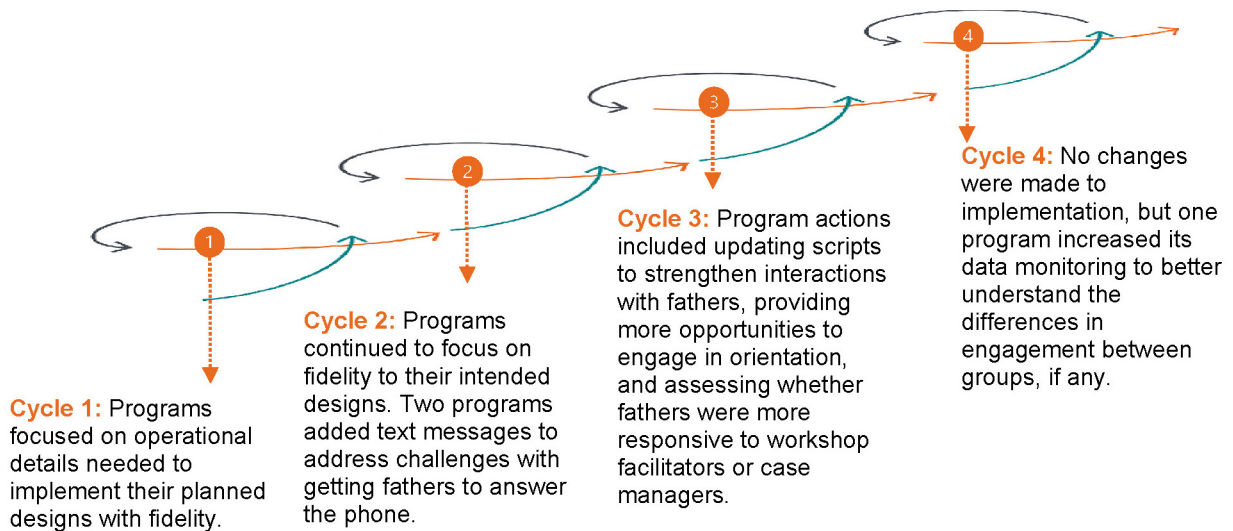 1
Cycle 1: Programs
focused on operational
details needed to
implement their planned
designs with fidelity.
2
Cycle 2: Programs
continued to focus on
fidelity to their intended
designs. Two programs
added text messages to
address challenges with
getting fathers to answer
the phone.
3
Cycle 3: Program actions
included updating scripts
to strengthen interactions
with fathers, providing
more opportunities to
engage in orientation,
and assessing whether
fathers were more
responsive to workshop
facilitators or case
managers.
4
Cycle 4: No changes
were made to
implementation, but one
program increased its
data monitoring to better
understand the
differences in
engagement between
groups, if any.